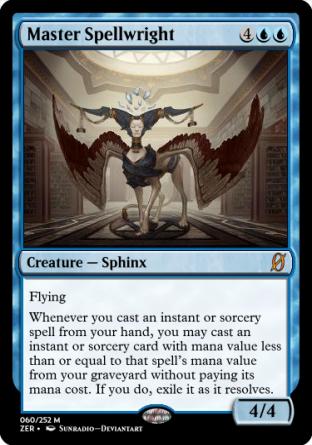 Master Spellwright 4
Creature — Sphinx
Flying
Whenever you cast an instant or sorcery
spell from your hand, you may cast an
instant or sorcery card with mana value less
than or equal to that spell's mana value
from your graveyard without paying its
mana cost. If you do, exile it as resolves.
4/4
060/252 M
ZER • Sunradio—Deviantart